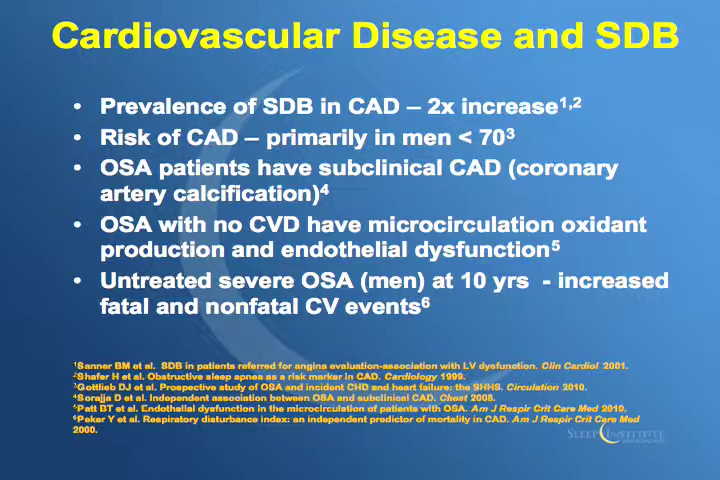 Cardiovascular Disease and SDB
• Prevalence of SDB in CAD – 2x increase1,2
• Risk of CAD – primarily in men < 703
• OSA patients have subclinical CAD (coronary
artery calcification)4
• OSA with no CVD have microcirculation oxidant
production and endothelial dysfunction5
• Untreated severe OSA (men) at 10 yrs - increased
fatal and nonfatal CV events6
1Sanner BM et al. SDB in patients referred for angina evaluation-association with LV dysfunction. Clin Cardiol 2001.
2Shafer H et al. Obstructive sleep apnea as a risk marker in CAD. Cardiology 1999.
3Gottlieb DJ et al. Prospective study of OSA and incident CHD and heart failure: the SHHS. Circulation 2010.
4Sorajja D et al. Independent association between OSA and subclinical CAD. Chest 2008.
5Patt BT et al. Endothelial dysfunction in the microcirculation of patients with OSA. Am J Respir Crit Care Med 2010.
6Peker Y et al. Respiratory disturbance index: an independent predictor of mortality in CAD. Am J Respir Crit Care Med
2000.
SLEEP INSTITUTE